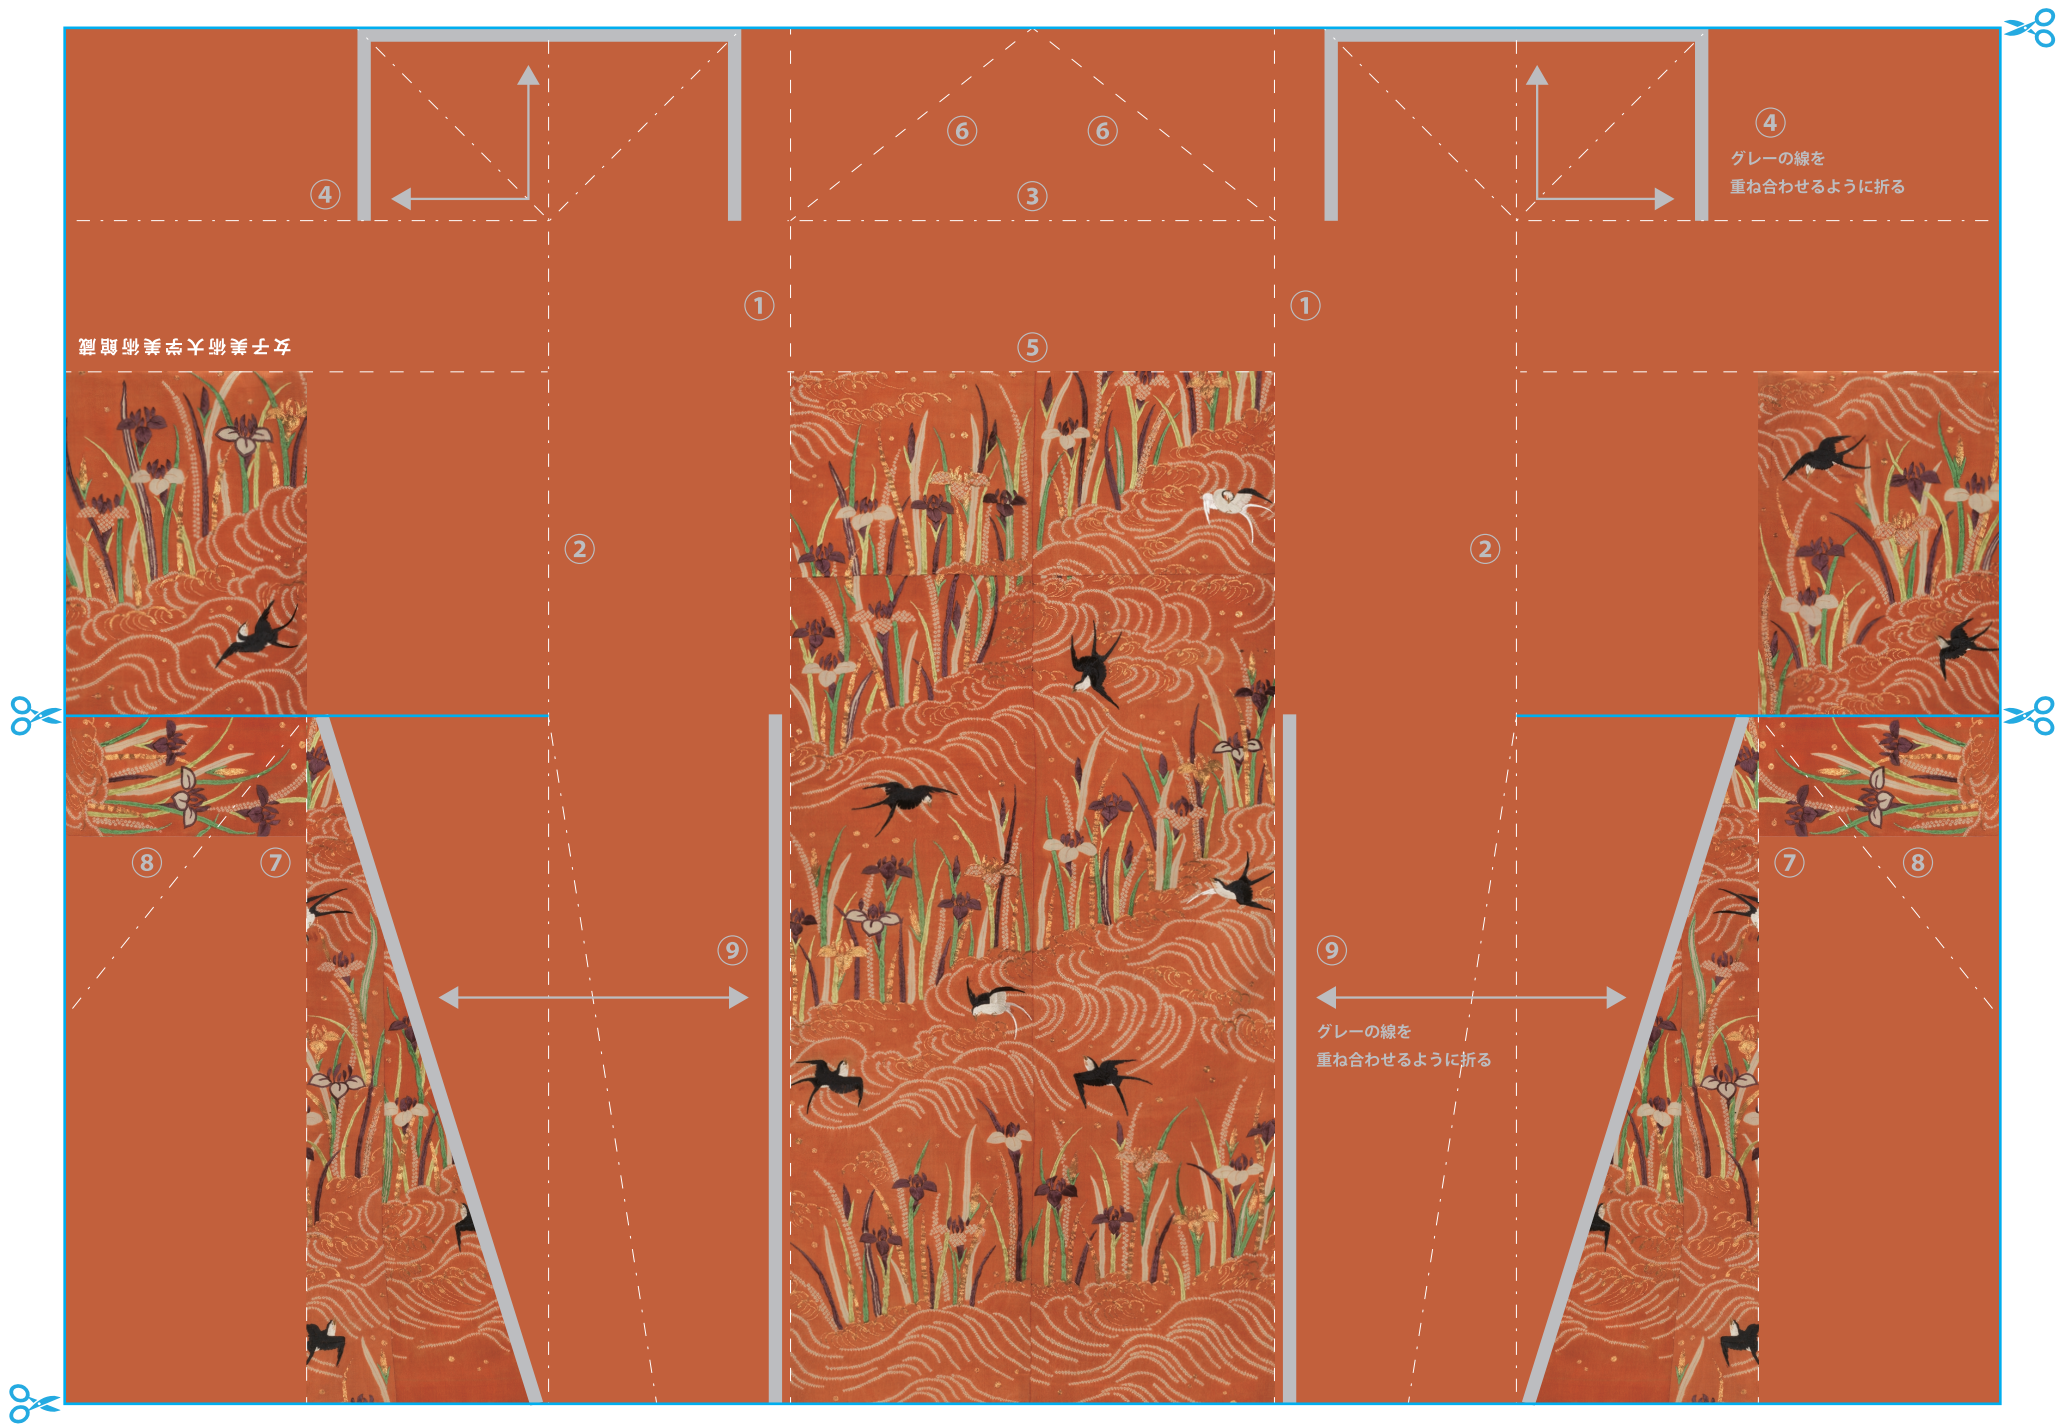 ⑥ ⑥
④
グレーの線を
重ね合わせるように折る
④
③
① ①
女子美術大学美術館蔵
⑤
② ②
⑧ ⑦
⑦ ⑧
⑨ ⑨
グレーの線を
重ね合わせるように折る